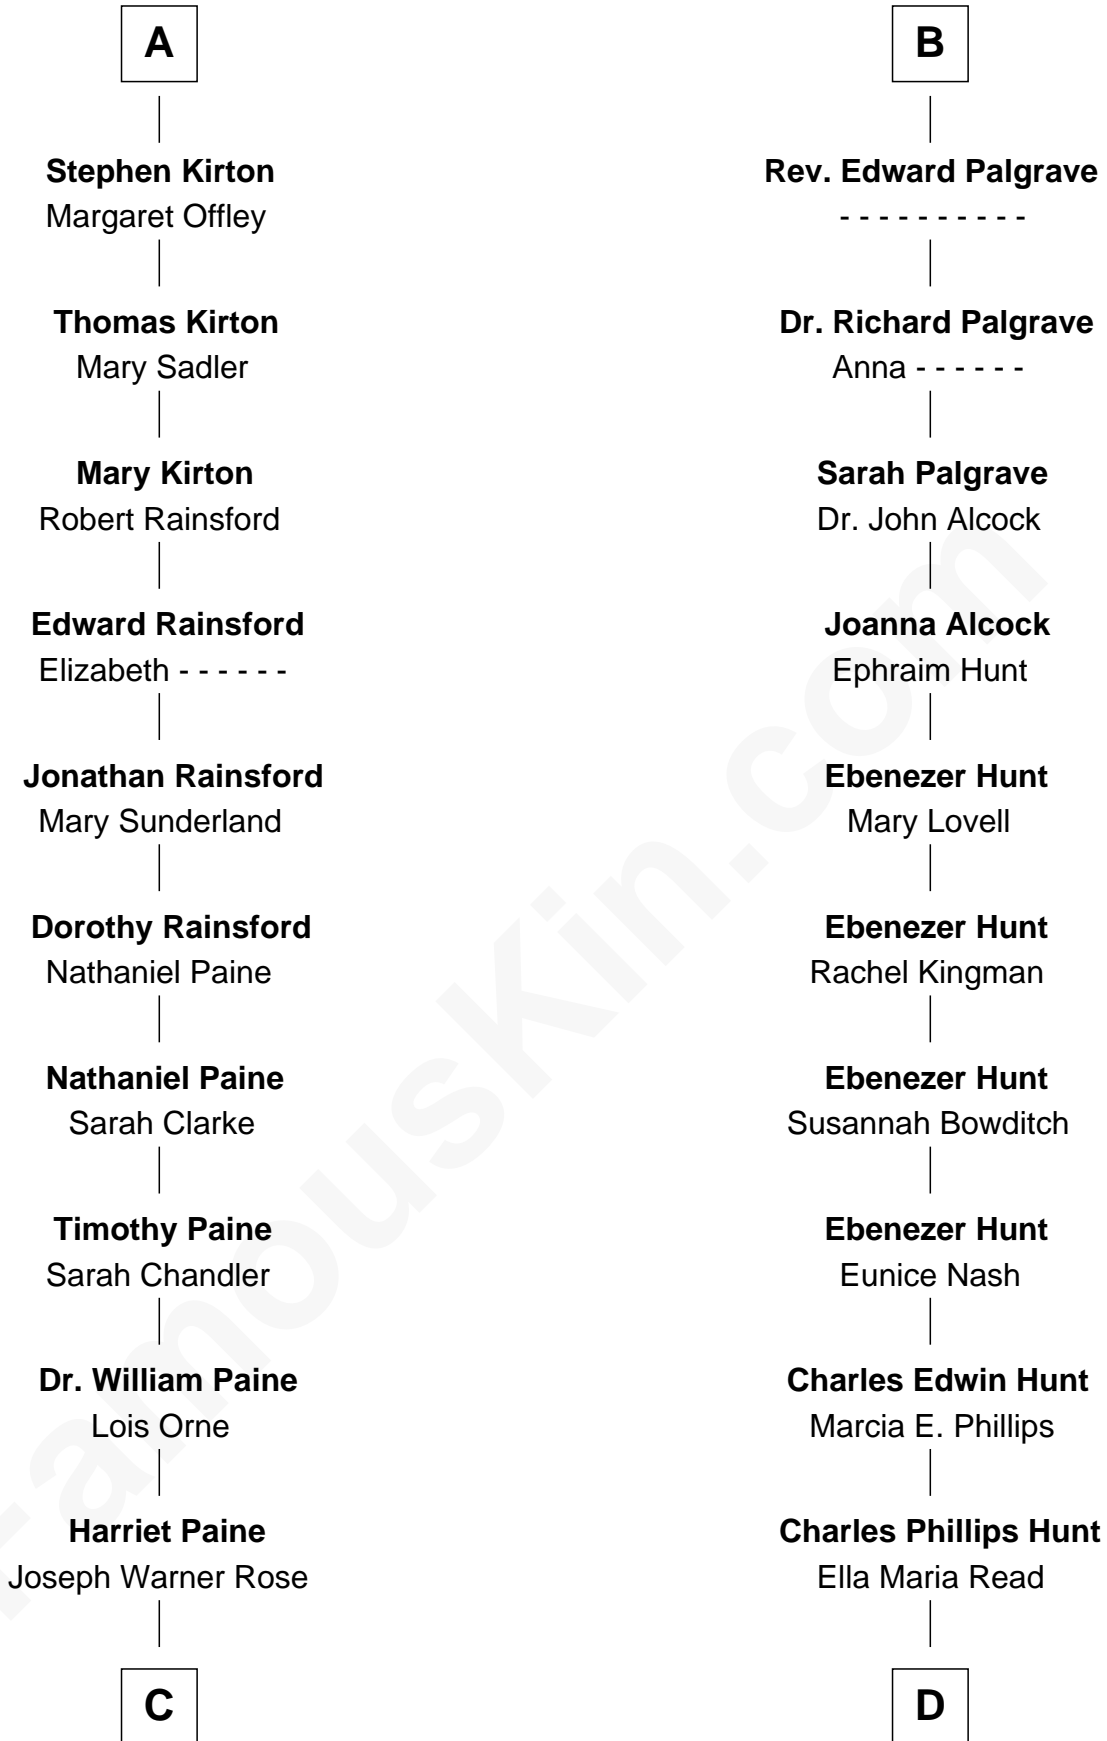 A
Stephen Kirton
Margaret Offley
Thomas Kirton
Mary Sadler
Mary Kirton
Robert Rainsford
Edward Rainsford
Elizabeth - - - - - -
Jonathan Rainsford
Mary Sunderland
Dorothy Rainsford
Nathaniel Paine
Nathaniel Paine
Sarah Clarke
Timothy Paine
Sarah Chandler
Dr. William Paine
Lois Orne
Harriet Paine
Joseph Warner Rose
C
B
Rev. Edward Palgrave
- - - - - - - - - -
Dr. Richard Palgrave
Anna - - - - - -
Sarah Palgrave
Dr. John Alcock
Joanna Alcock
Ephraim Hunt
Ebenezer Hunt
Mary Lovell
Ebenezer Hunt
Rachel Kingman
Ebenezer Hunt
Susannah Bowditch
Ebenezer Hunt
Eunice Nash
Charles Edwin Hunt
Marcia E. Phillips
Charles Phillips Hunt
Ella Maria Read
D
FamousKin.com